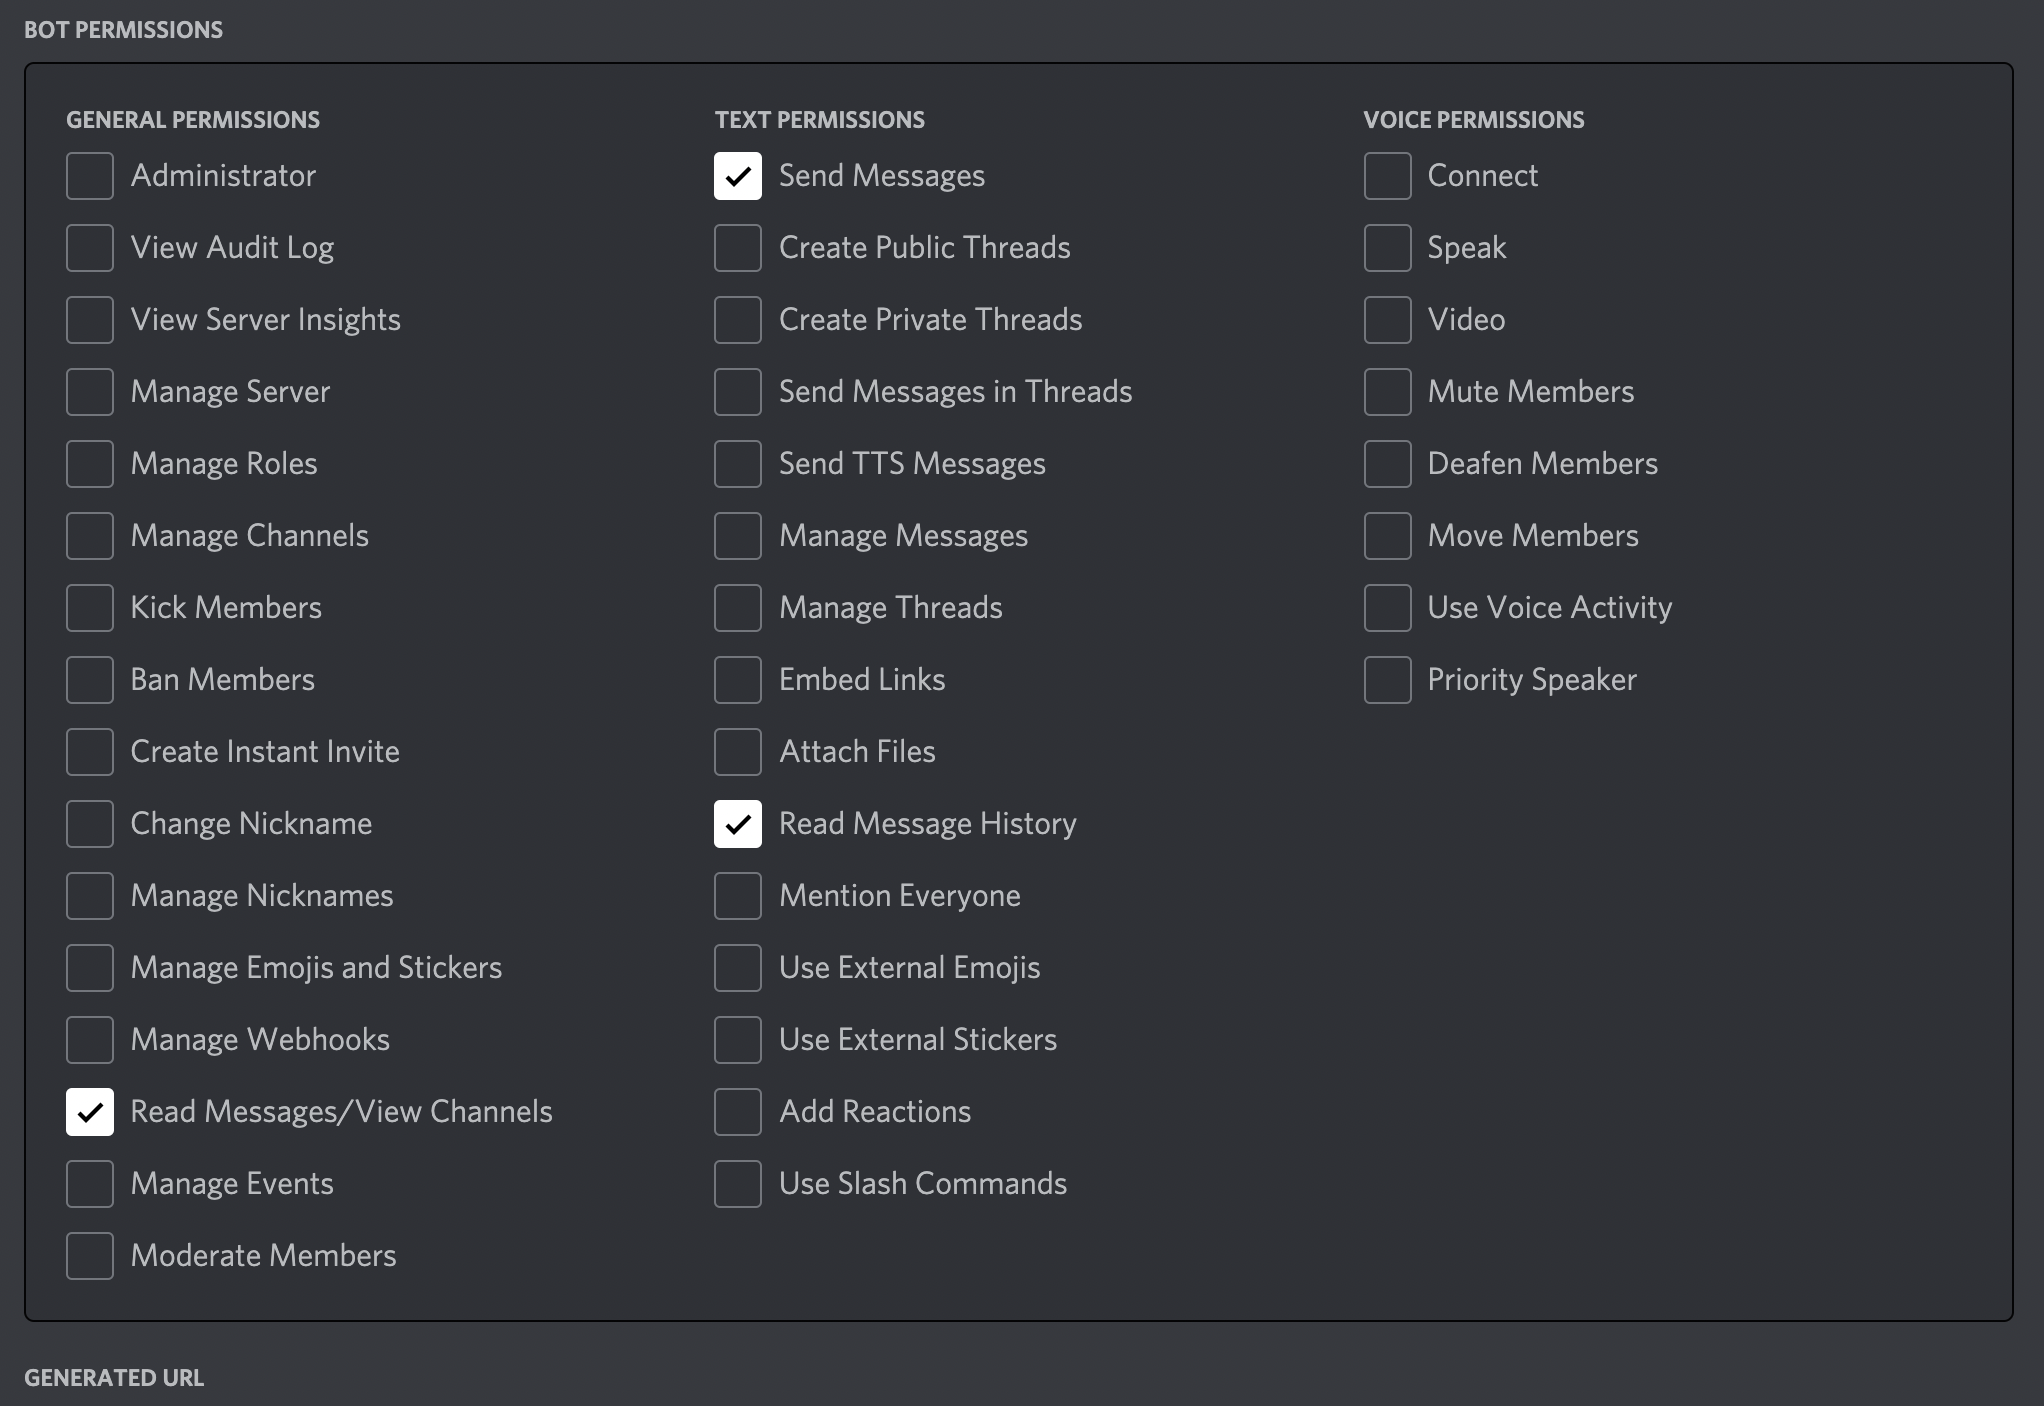 BOT PERMISSIONS
GENERAL PERMISSIONS
Administrator
View Audit Log
View Server Insights
Manage Server
Manage Roles
Manage Channels
Kick Members
Ban Members
Create Instant Invite
Change Nickname
Manage Nicknames
Manage Emojis and Stickers
Manage Webhooks
Read Messages/View Channels
Manage Events
Moderate Members
TEXT PERMISSIONS
Send Messages
Create Public Threads
Create Private Threads
Send Messages in Threads
Send TTS Messages
Manage Messages
Manage Threads
Embed Links
Attach Files
Read Message History
Mention Everyone
Use External Emojis
Use External Stickers
Add Reactions
Use Slash Commands
VOICE PERMISSIONS
Connect
Speak
Video
Mute Members
Deafen Members
Move Members
Use Voice Activity
Priority Speaker
GENERATED URL